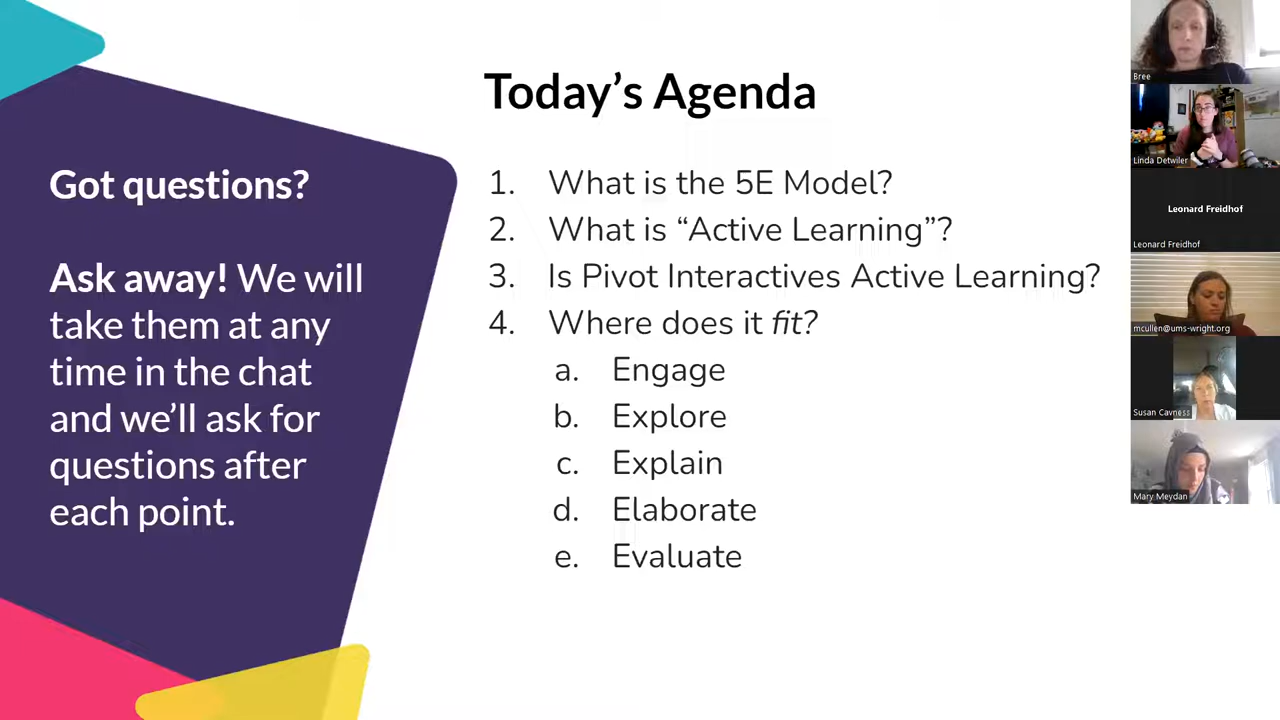 Got questions?
Ask away! We will
take them at any
time in the chat
and we'll ask for
questions after
each point.
Today's Agenda
1. What is the 5E Model?
2. What is “Active Learning”?
3. Is Pivot Interactives Active Learning?
4. Where does it fit?
a. Engage
b. Explore
c. Explain
d. Elaborate
e. Evaluate
Bree
Linda Detwiler
Leonard Freidhof
Leonard Freidhof
mcullen@ums-wright.org
Susan Cavness
Mary Meydan